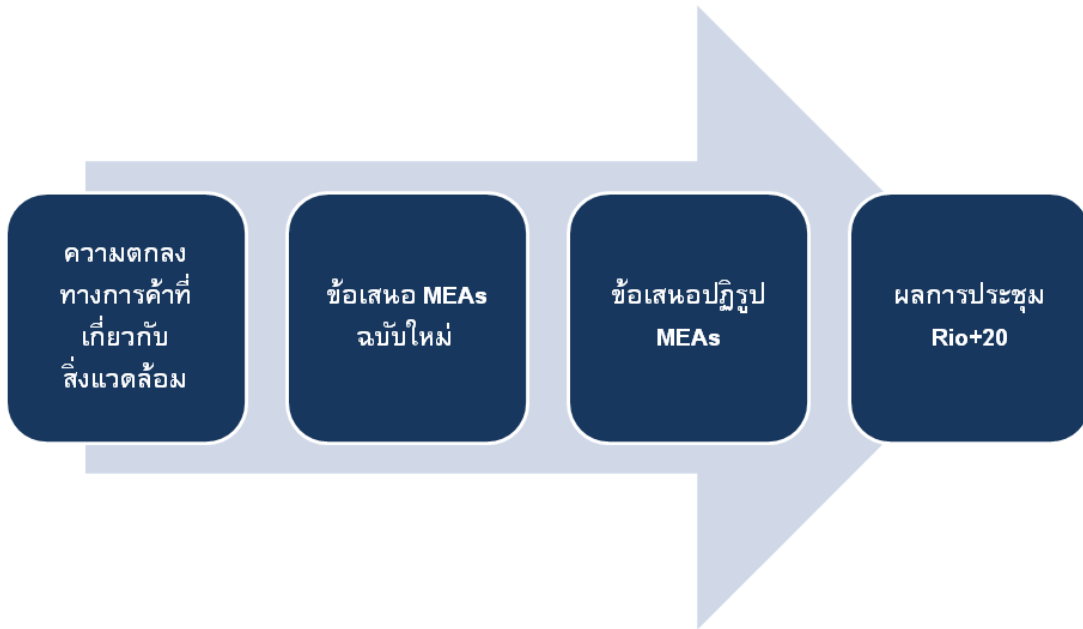 ความตกลง
ทางการค้าที่
เกี่ยวกับ
สิ่งแวดล้อม
ข้อเสนอ MEAs
ฉบับใหม่
ข้อเสนอปฏิรูป
MEAs
ผลการประชุม
Rio+20